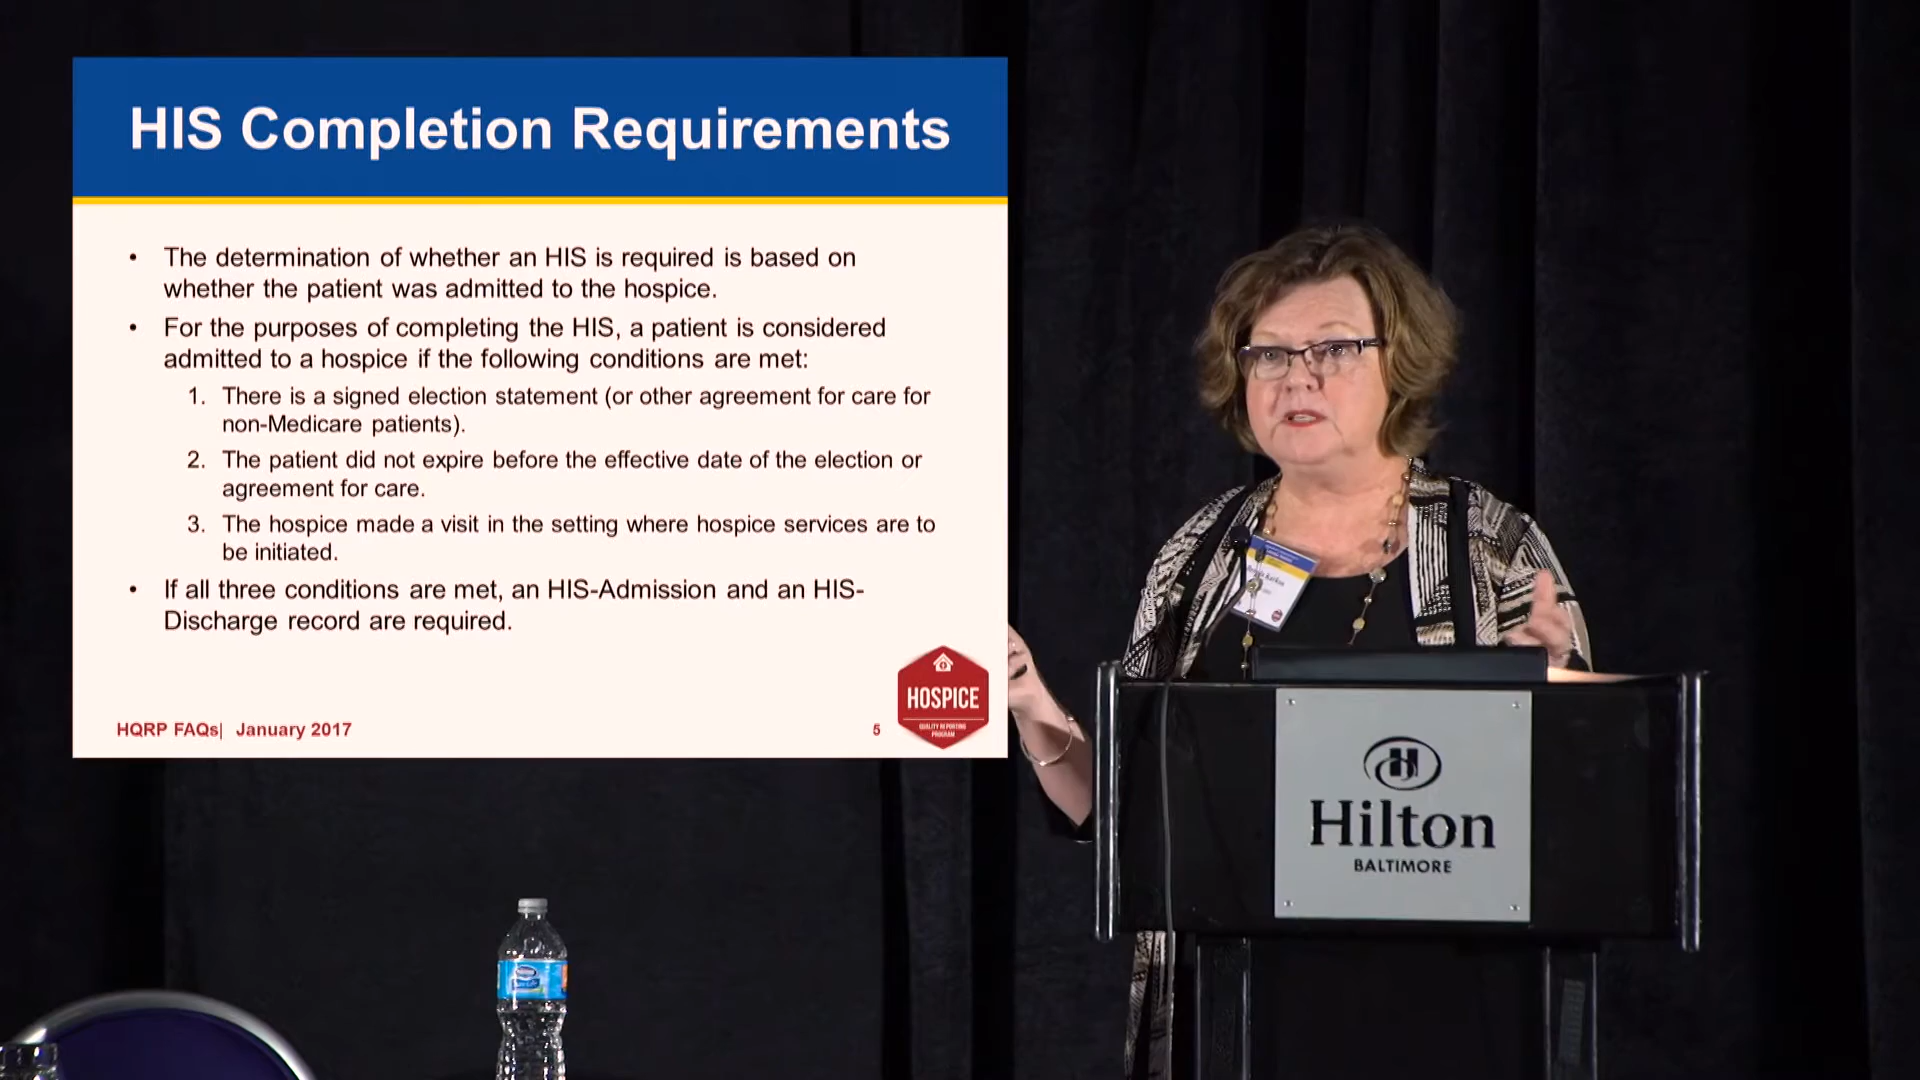 HIS Completion Requirements
• The determination of whether an HIS is required is based on
whether the patient was admitted to the hospice.
• For the purposes of completing the HIS, a patient is considered
admitted to a hospice if the following conditions are met:
1. There is a signed election statement (or other agreement for care for
non-Medicare patients).
2. The patient did not expire before the effective date of the election or
agreement for care.
3. The hospice made a visit in the setting where hospice services are to
be initiated.
• If all three conditions are met, an HIS-Admission and an HIS-
Discharge record are required.
HOSPICE
QUALITY REPORTING
PROGRAM
HQRP FAQs| January 2017
5
Hilton
BALTIMORE